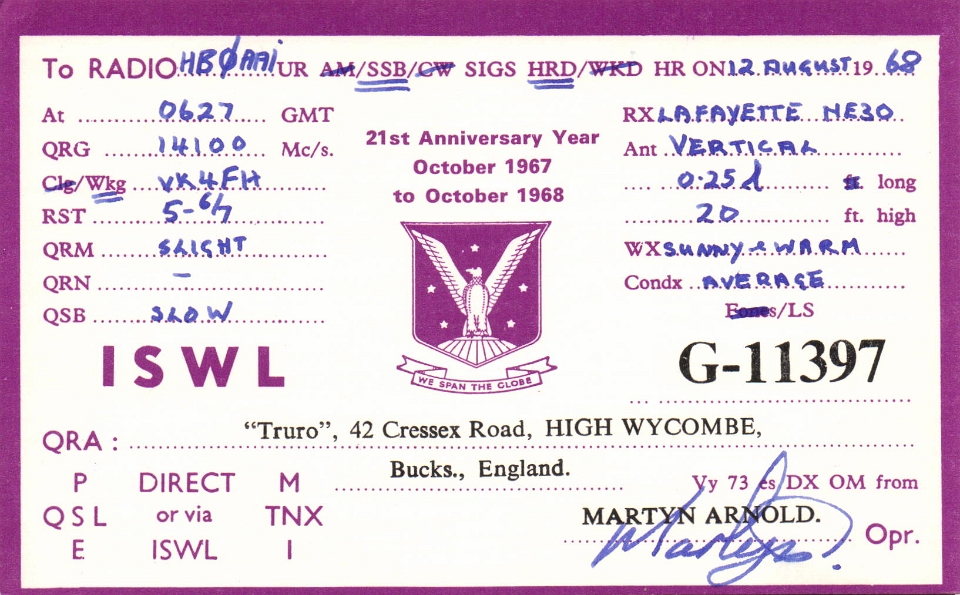 To RADIO HBØAAI UR AM/SSB/CW SIGS HRD/WKD HR ON 12 AUGUST 1968
At 0627 GMT
RX LAFAYETTE HE30
QRG 14100 Mc/s.
Ant VERTICAL
Clg/Wkg VK4FH
0.25λ ft. long
RST 5-6/7
20 ft. high
QRM SLIGHT
WX SUNNY & WARM
QRN –
Condx AVERAGE
QSB SLOW
s/LS
21st Anniversary Year
October 1967
to October 1968
WE SPAN THE GLOBE
ISWL
G-11397
QRA : "Truro", 42 Cressex Road, HIGH WYCOMBE,
Bucks., England.
P DIRECT M
Vy 73 es DX OM from
QSL or via TNX
MARTYN ARNOLD.
Martyn
Opr.
E ISWL I